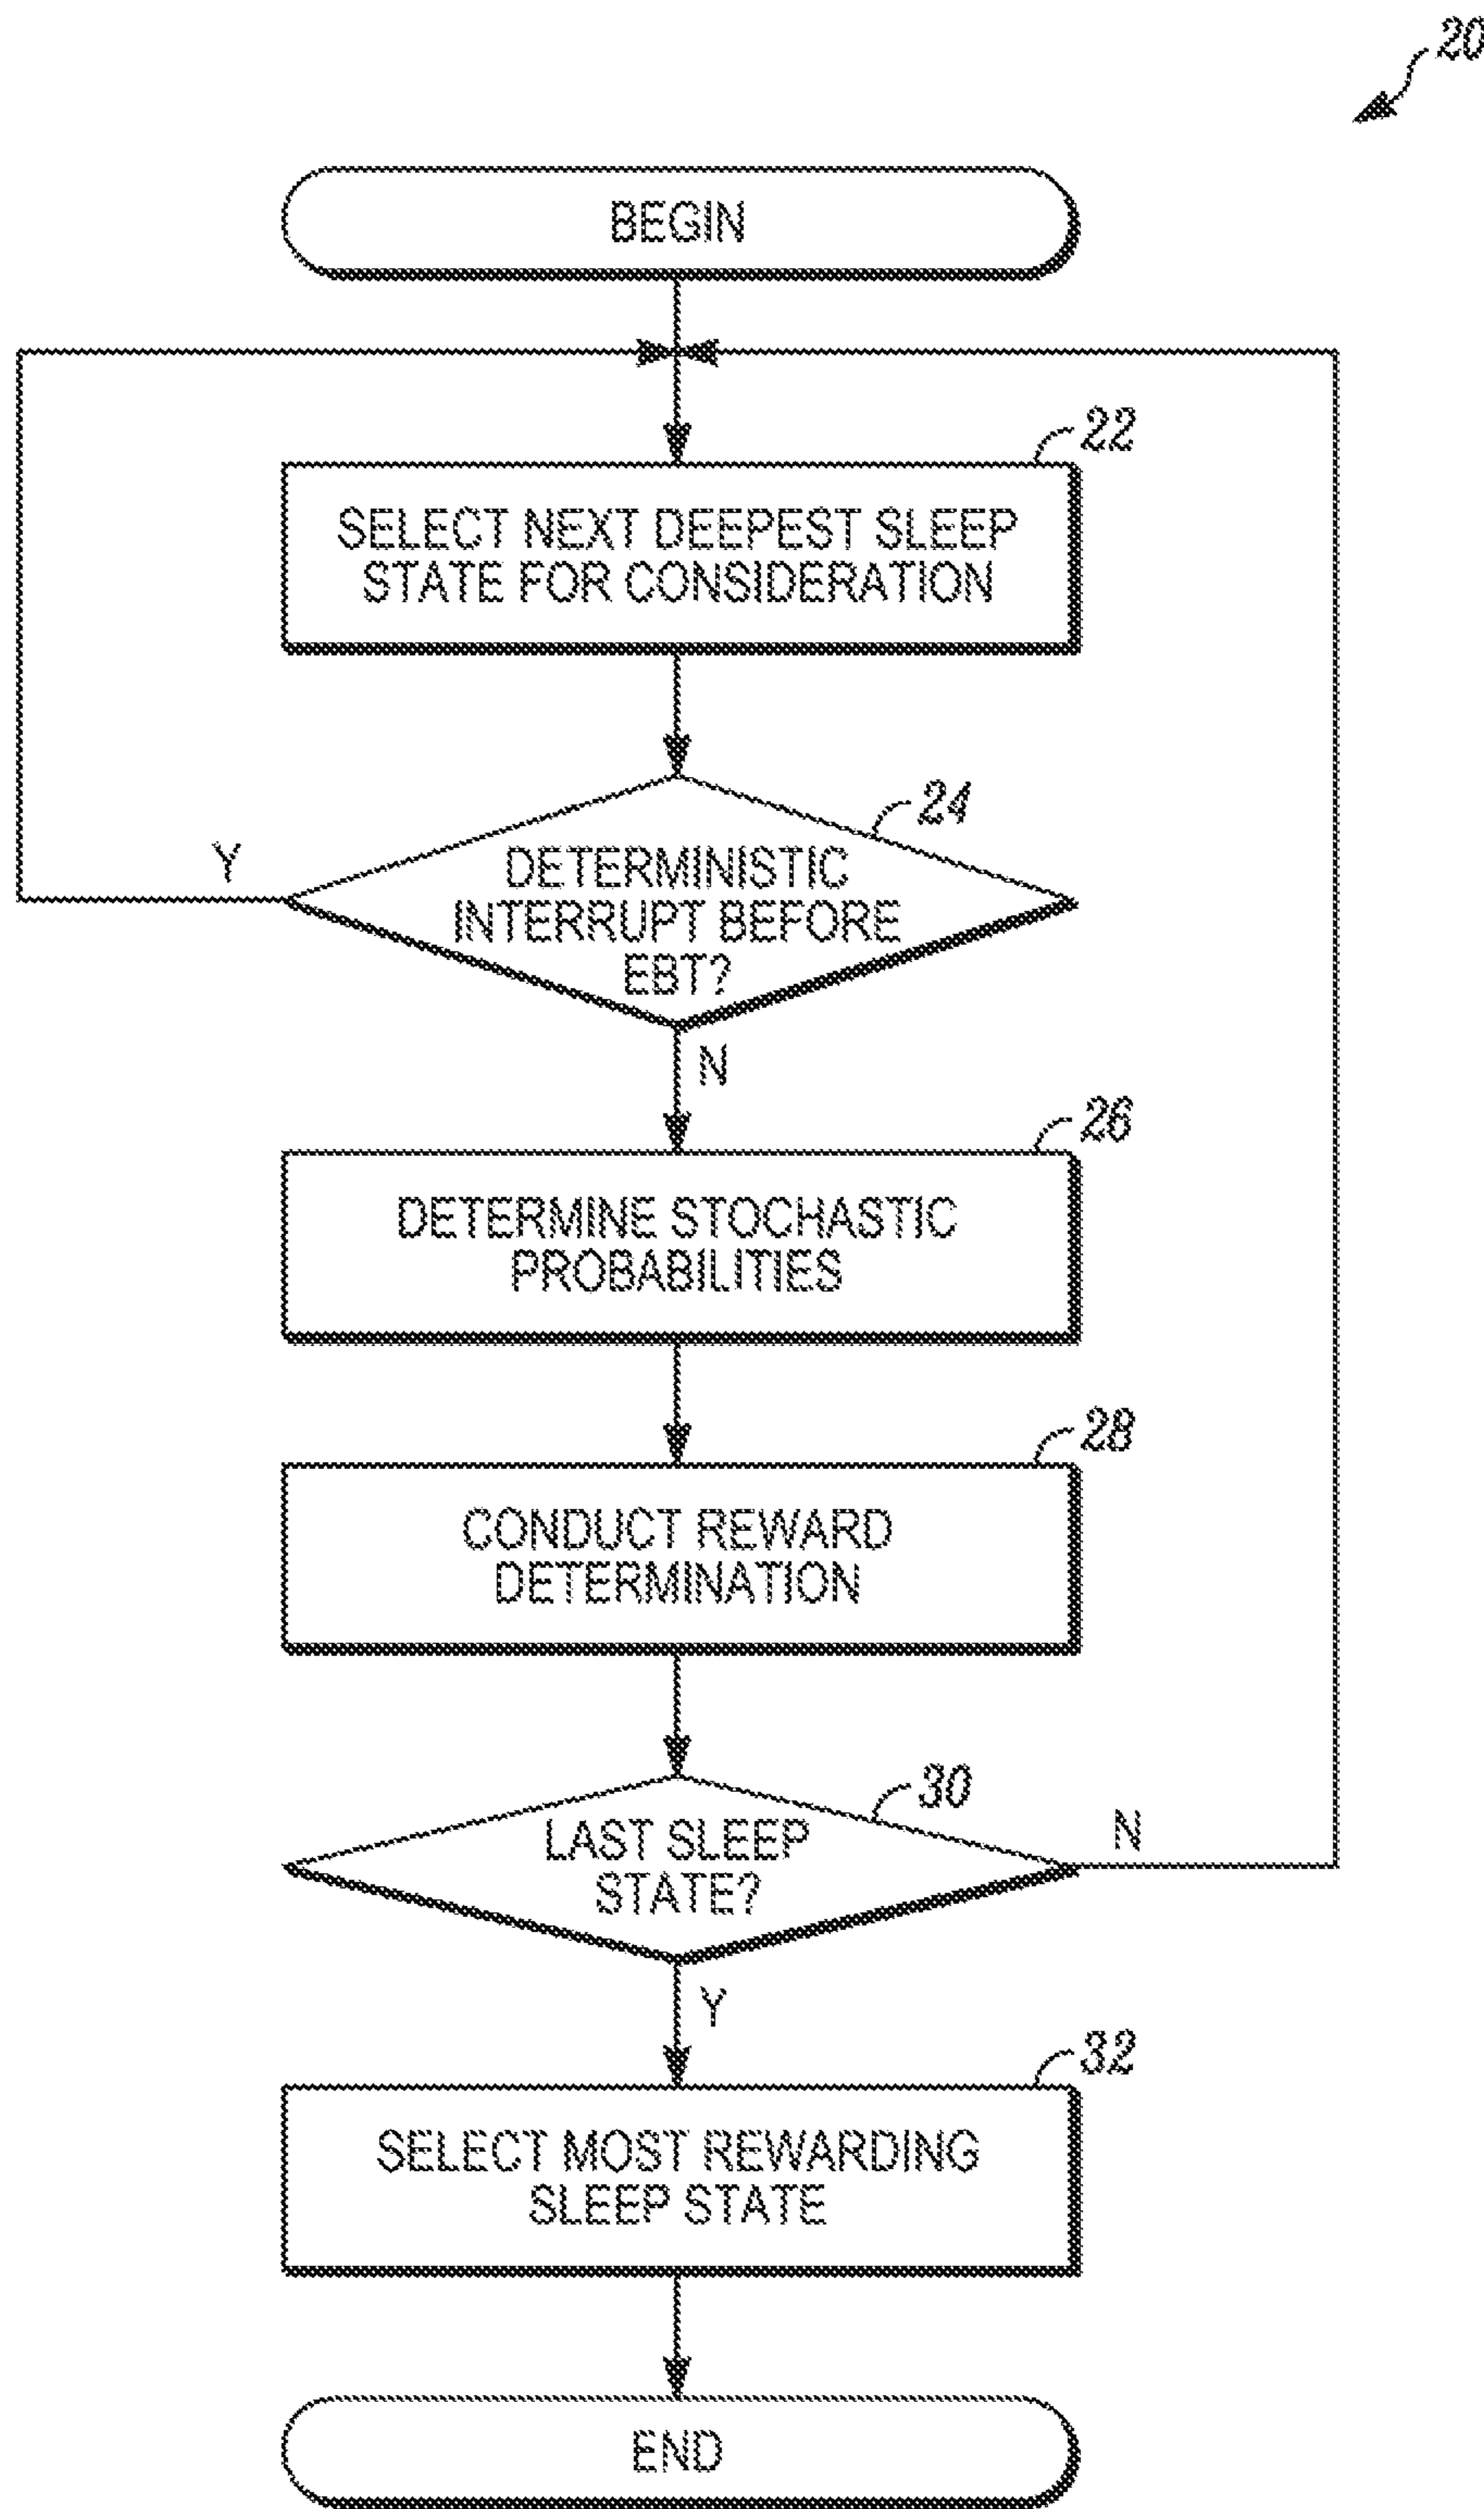 20
BEGIN
22
SELECT NEXT DEEPEST SLEEP
STATE FOR CONSIDERATION
24
DETERMINISTIC
INTERRUPT BEFORE
EBT?
Y
N
26
DETERMINE STOCHASTIC
PROBABILITIES
28
CONDUCT REWARD
DETERMINATION
30
LAST SLEEP
STATE?
N
Y
32
SELECT MOST REWARDING
SLEEP STATE
END